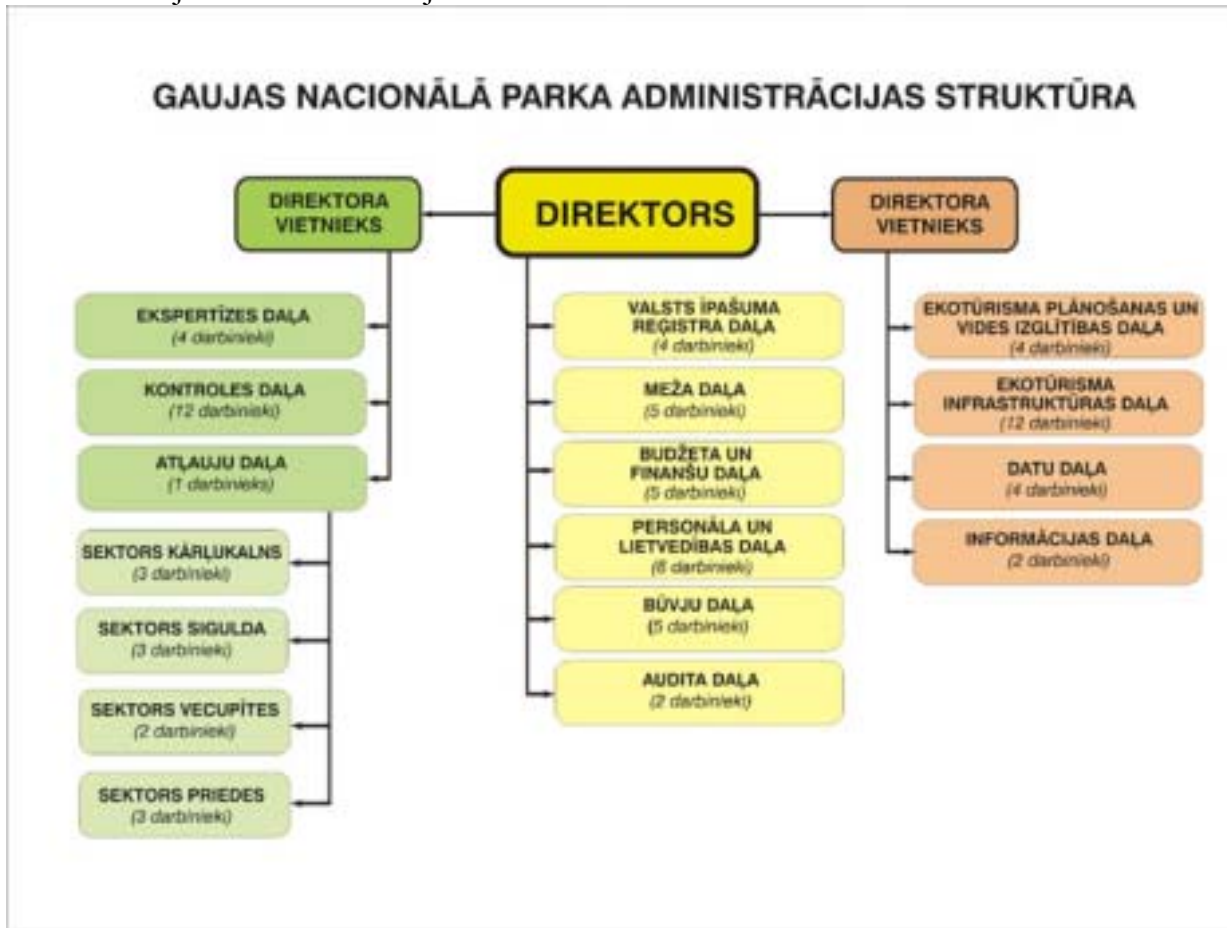 GAUJAS NACIONĀLĀ PARKA ADMINISTRĀCIJAS STRUKTŪRA
DIREKTORS
DIREKTORA
VIETNIEKS
EKSPERTĪZES DAĻA
(4 darbinieki)
KONTROLES DAĻA
(12 darbinieki)
ATĻAUJU DAĻA
(1 darbinieks)
SEKTORS KĀRĻUKALNS
(3 darbinieki)
SEKTORS SIGULDA
(3 darbinieki)
SEKTORS VECUPĪTES
(2 darbinieki)
SEKTORS PRIEDES
(3 darbinieki)
VALSTS ĪPAŠUMA
REĢISTRA DAĻA
(4 darbinieki)
MEŽA DAĻA
(5 darbinieki)
BUDŽETA UN
FINANŠU DAĻA
(5 darbinieki)
PERSONĀLA UN
LIETVEDĪBAS DAĻA
darbinieki)
BŪVJU DAĻA
(5 darbinieki)
AUDITA DAĻA
(2 darbinieki)
DIREKTORA
VIETNIEKS
EKOTŪRISMA PLĀNOŠANAS UN
VIDES IZGLĪTĪBAS DAĻA
(4 darbinieki)
EKOTŪRISMA
INFRASTRUKTŪRAS DAĻA
(12 darbinieki)
DATU DAĻA
(4 darbinieki)
INFORMĀCIJAS DAĻA
(2 darbinieki)